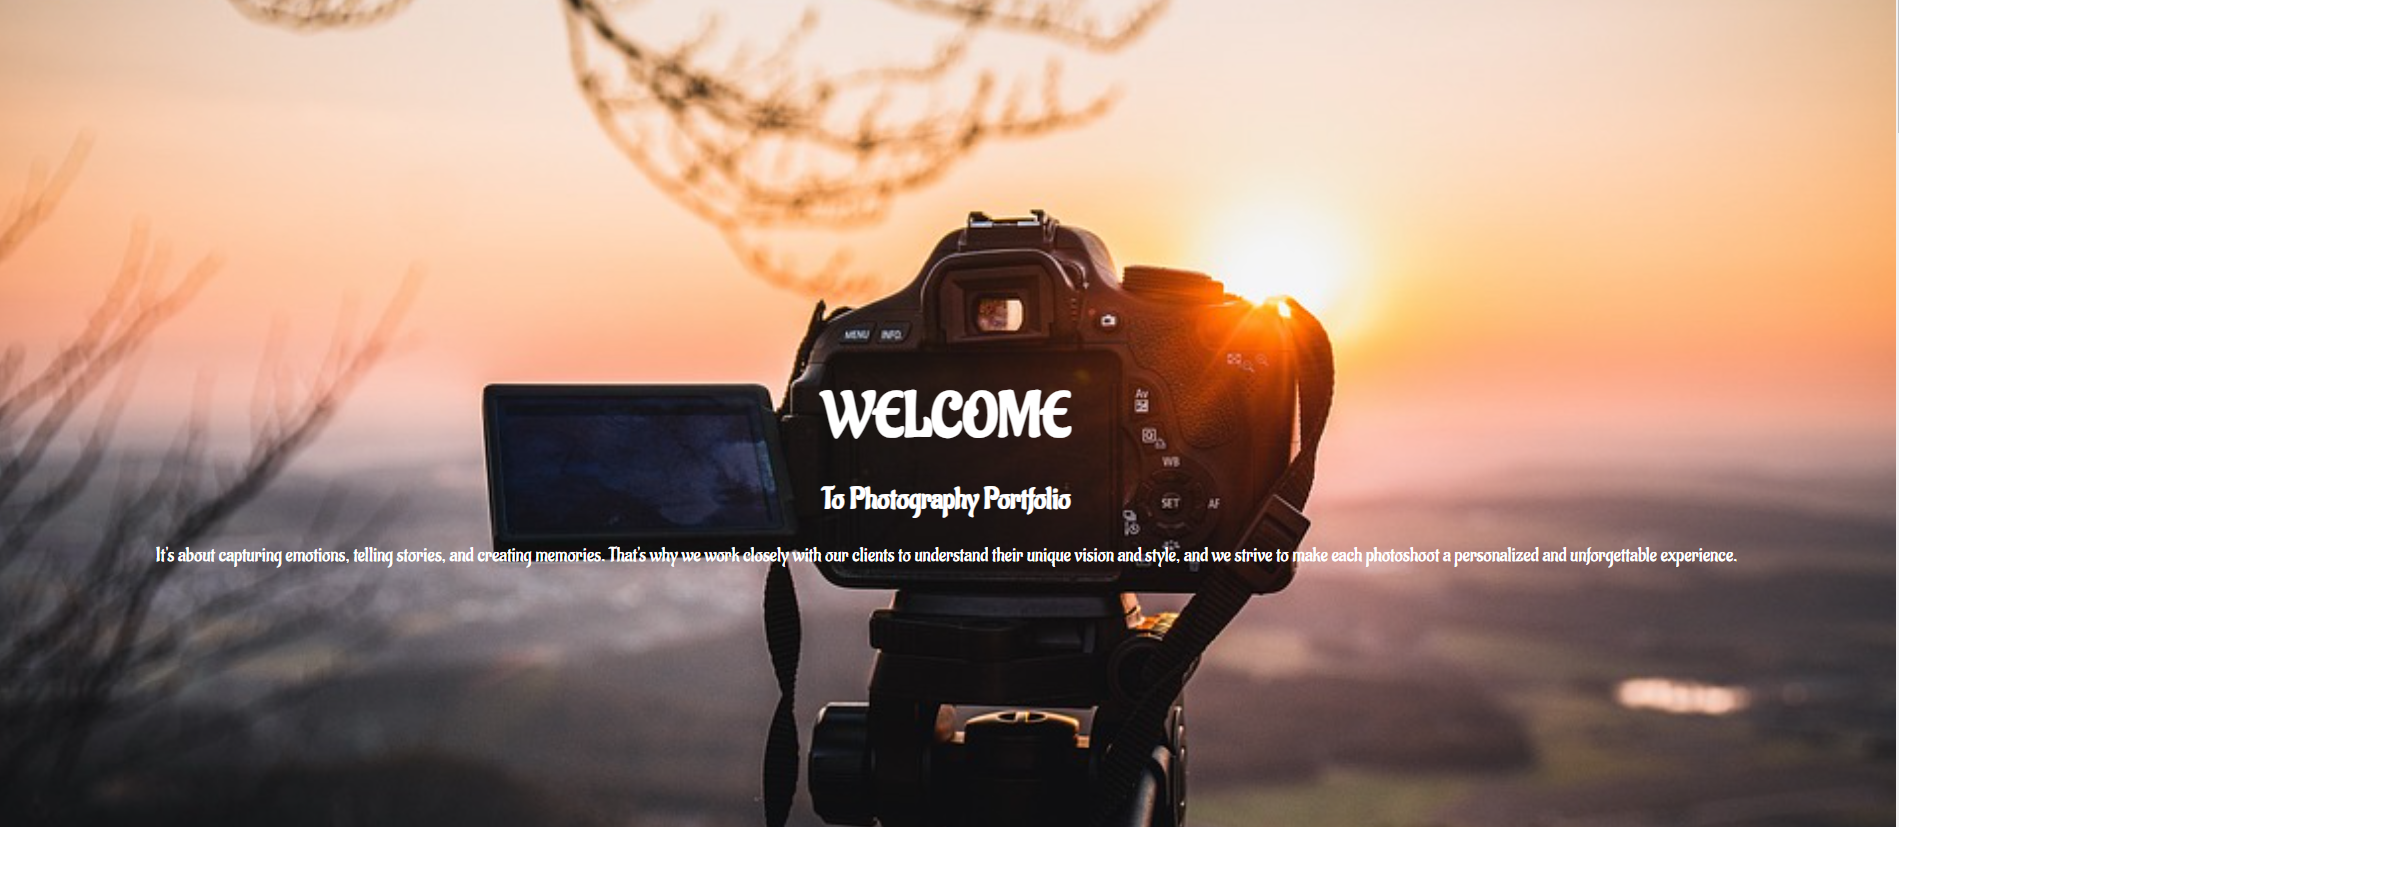 MENU INFO.
Av
WELCOME
WB
To Photography Portfolio
SET AF
It's about capturing emotions, telling stories, and creating memories. That's why we work closely with our clients to understand their unique vision and style, and we strive to make each photoshoot a personalized and unforgettable experience.